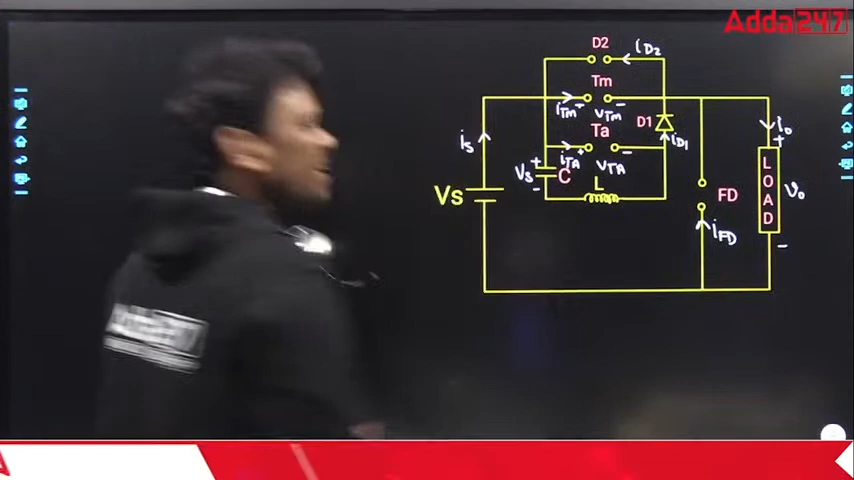 Adda247
D2
iD2
Tm
iTm
+
VTm
-
D1
iD1
Ta
iTA
+
VTA
-
is
Vs
+
-
C
L
Vs
FD
iFD
io
+
LOAD
vo
-